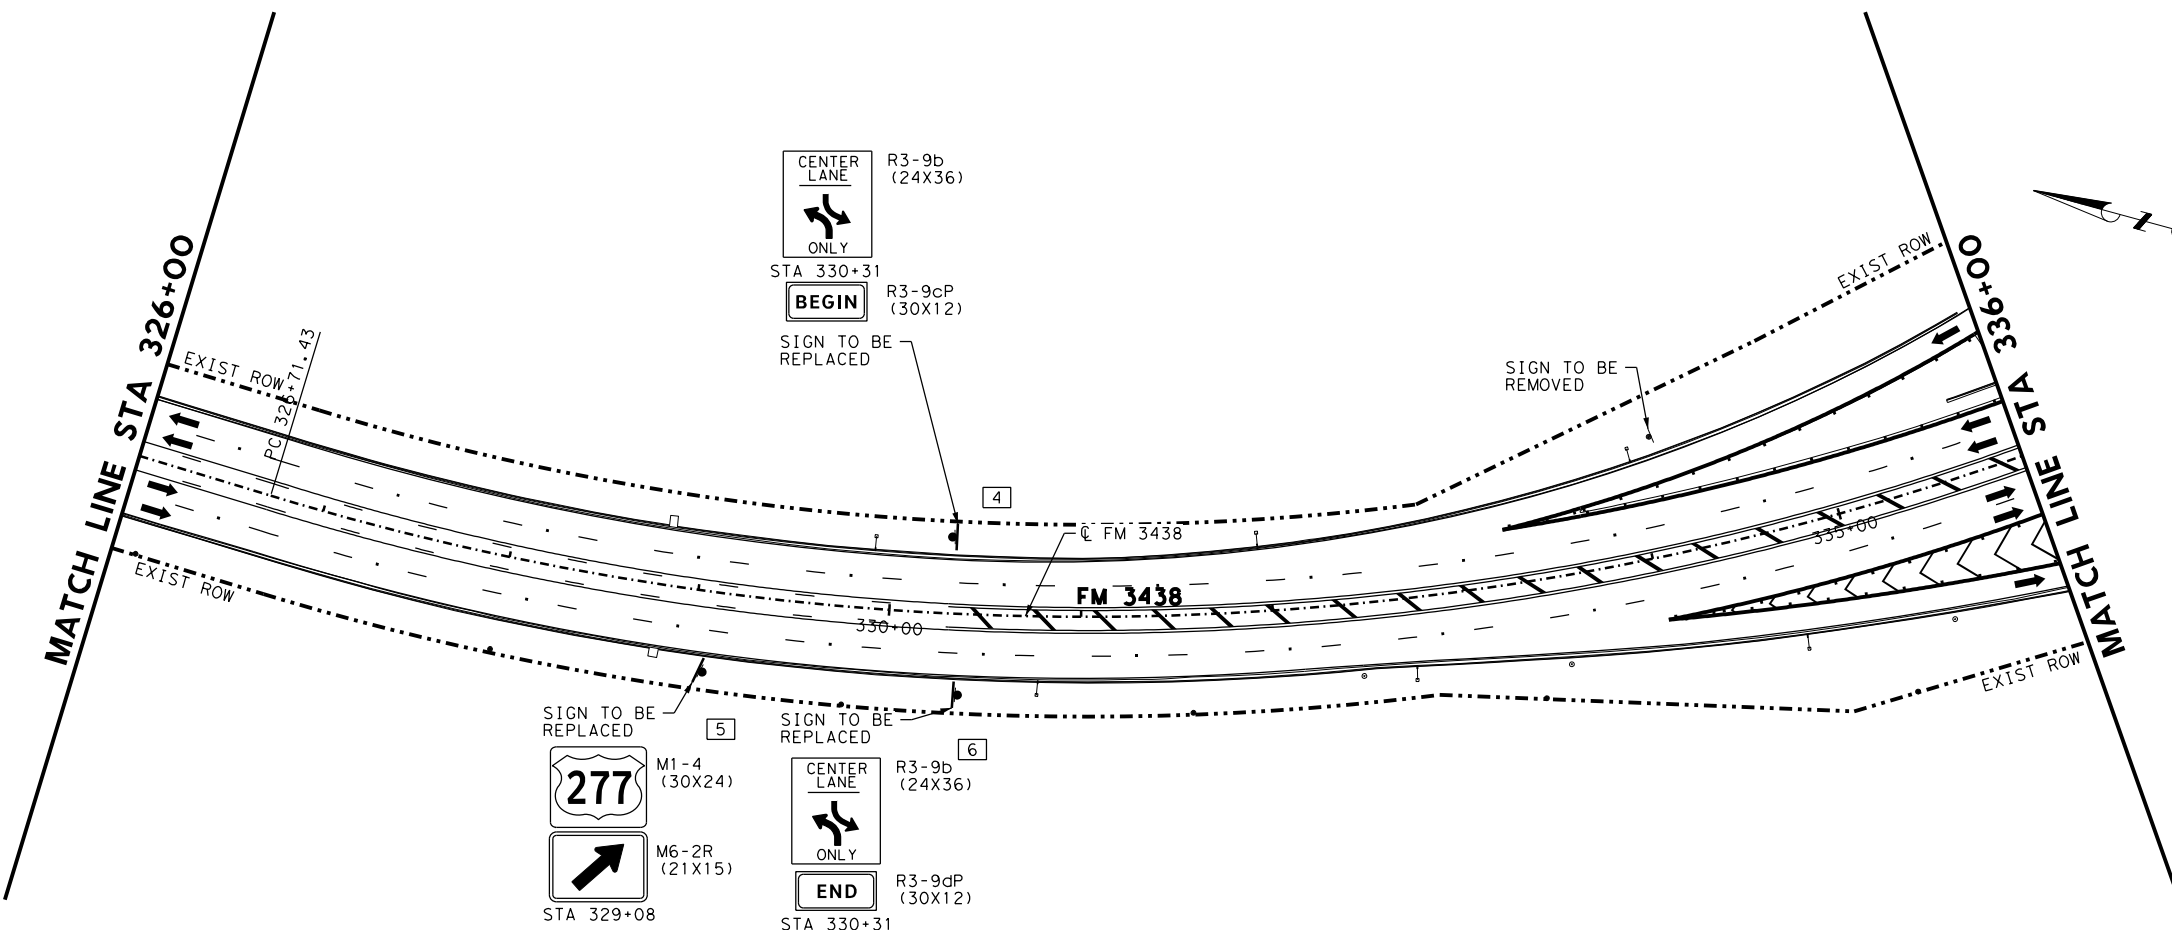 CENTER
LANE
ONLY
R3-9b
(24X36)
STA 330+31
BEGIN
R3-9cP
(30X12)
SIGN TO BE
REPLACED
MATCH LINE STA 326+00
EXIST ROW
PC 326+71.43
EXIST ROW
4
℄ FM 3438
FM 3438
330+00
SIGN TO BE
REMOVED
EXIST ROW
MATCH LINE STA 336+00
335+00
EXIST ROW
SIGN TO BE
REPLACED
5
277
M1-4
(30X24)
M6-2R
(21X15)
STA 329+08
SIGN TO BE
REPLACED
6
CENTER
LANE
ONLY
R3-9b
(24X36)
END
R3-9dP
(30X12)
STA 330+31
N